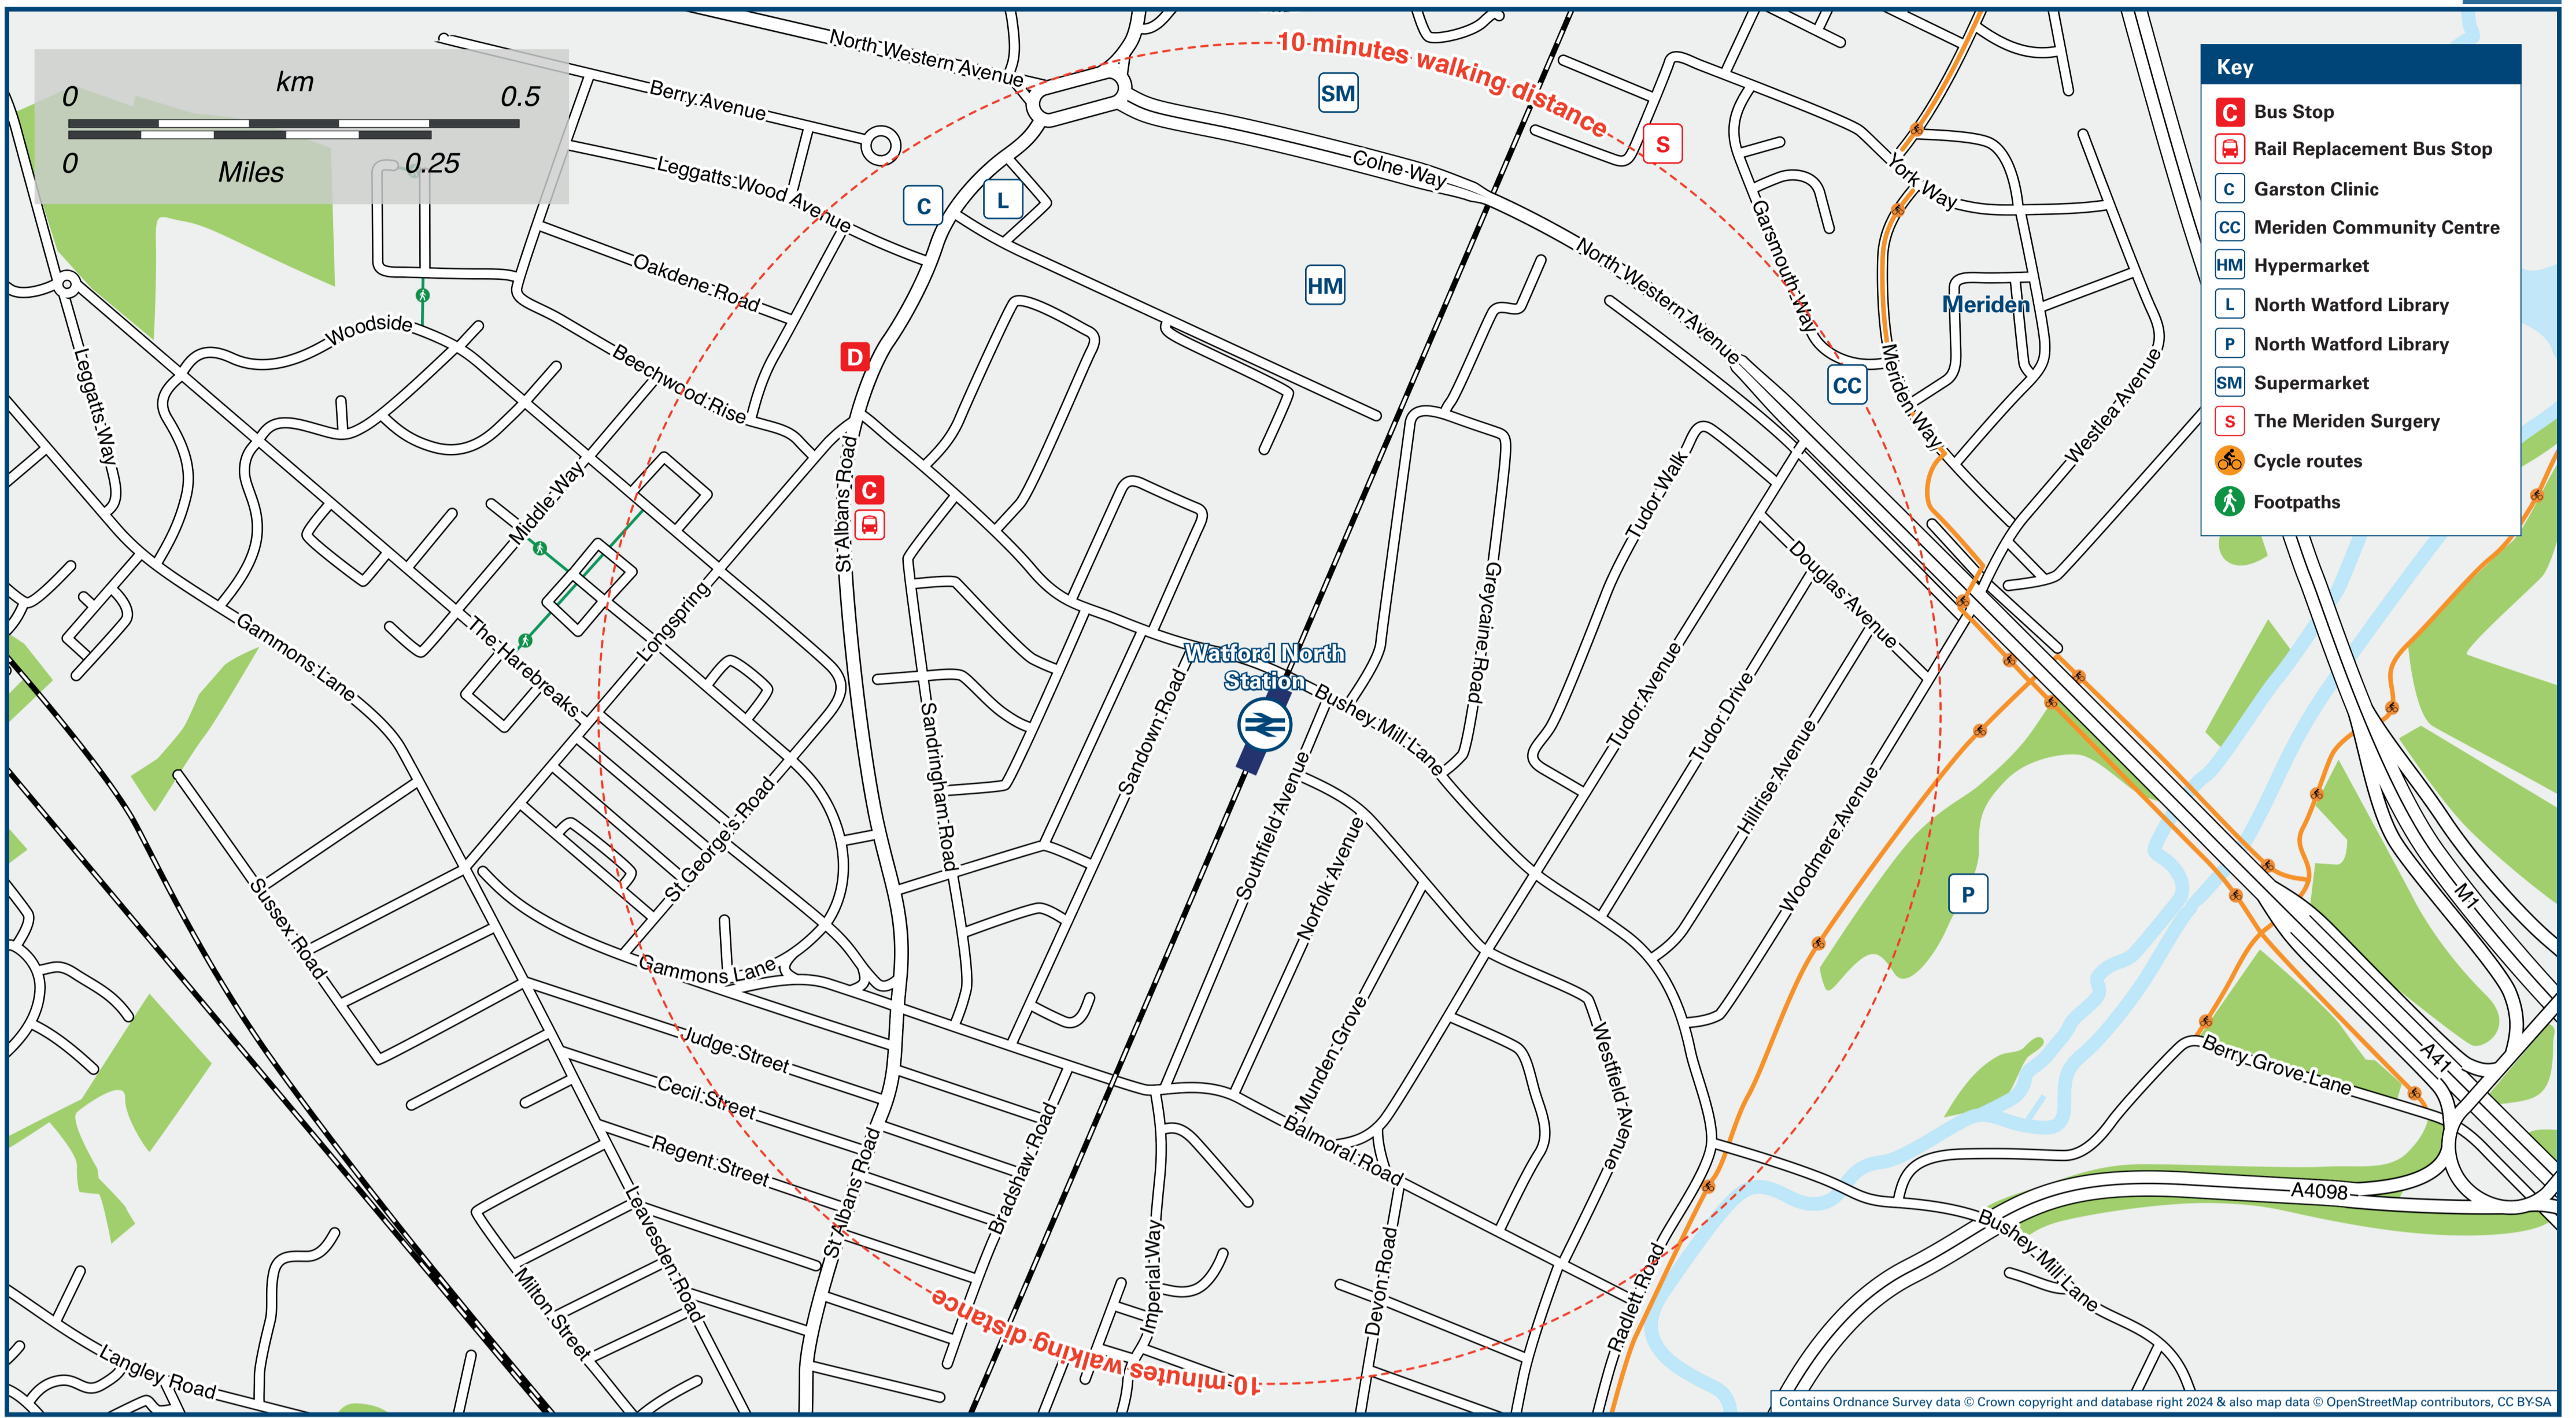 km
0
0.5
0
0.25
Miles
North Western Avenue
10 minutes walking distance
Berry Avenue
SM
S
Colne Way
York Way
Leggatts Wood Avenue
C
L
Garsmouth Way
Oakdene Road
North Western Avenue
HM
Meriden
Woodside
D
Beechwood Rise
CC
Meriden Way
Westlea Avenue
Leggatts Way
Middle Way
St Albans Road
C
Tudor Walk
Douglas Avenue
Greycaine Road
Gammons Lane
The Harebreaks
Longspring
Watford North
Station
Bushey Mill Lane
Sandown Road
Sandringham Road
Tudor Avenue
Tudor Drive
Hillrise Avenue
Woodmere Avenue
St George's Road
Southfield Avenue
Norfolk Avenue
P
M1
Sussex Road
Gammons Lane
Judge Street
Cecil Street
Regent Street
St Albans Road
Bradshaw Road
Munden Grove
Balmoral Road
Westfield Avenue
A41
Berry Grove Lane
A4098
Bushey Mill Lane
Leavesden Road
Milton Street
Imperial Way
Devon Road
Radlett Road
Langley Road
10 minutes walking distance
Key
C Bus Stop
Rail Replacement Bus Stop
C Garston Clinic
CC Meriden Community Centre
HM Hypermarket
L North Watford Library
P North Watford Library
SM Supermarket
S The Meriden Surgery
Cycle routes
Footpaths
Contains Ordnance Survey data © Crown copyright and database right 2024 & also map data © OpenStreetMap contributors, CC BY-SA